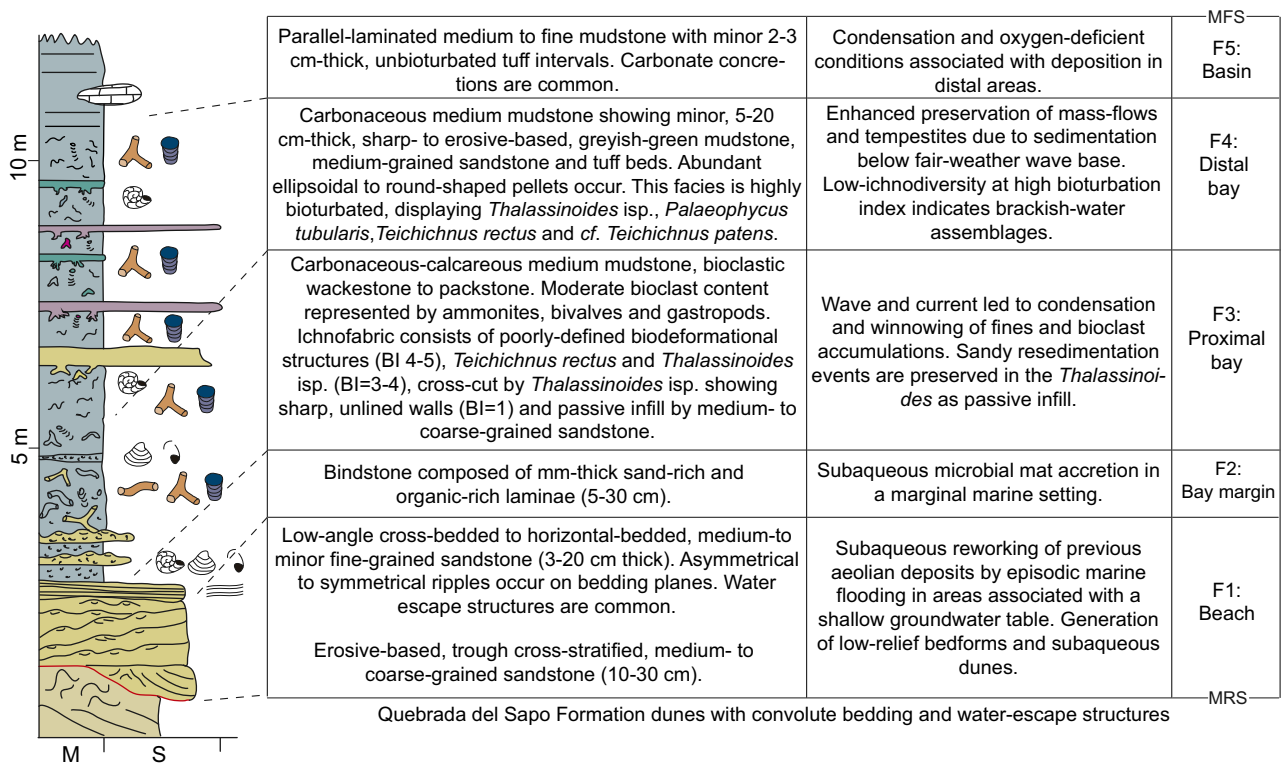 MFS
Parallel-laminated medium to fine mudstone with minor 2-3
cm-thick, unbioturbated tuff intervals. Carbonate concre-
tions are common.
Condensation and oxygen-deficient
conditions associated with deposition in
distal areas.
F5:
Basin
Carbonaceous medium mudstone showing minor, 5-20
cm-thick, sharp- to erosive-based, greyish-green mudstone,
medium-grained sandstone and tuff beds. Abundant
ellipsoidal to round-shaped pellets occur. This facies is highly
bioturbated, displaying Thalassinoides isp., Palaeophycus
tubularis,Teichichnus rectus and cf. Teichichnus patens.
Enhanced preservation of mass-flows
and tempestites due to sedimentation
below fair-weather wave base.
Low-ichnodiversity at high bioturbation
index indicates brackish-water
assemblages.
F4:
Distal
bay
Carbonaceous-calcareous medium mudstone, bioclastic
wackestone to packstone. Moderate bioclast content
represented by ammonites, bivalves and gastropods.
Ichnofabric consists of poorly-defined biodeformational
structures (BI 4-5), Teichichnus rectus and Thalassinoides
isp. (BI=3-4), cross-cut by Thalassinoides isp. showing
sharp, unlined walls (BI=1) and passive infill by medium- to
coarse-grained sandstone.
Wave and current led to condensation
and winnowing of fines and bioclast
accumulations. Sandy resedimentation
events are preserved in the Thalassinoi-
des as passive infill.
F3:
Proximal
bay
Bindstone composed of mm-thick sand-rich and
organic-rich laminae (5-30 cm).
Subaqueous microbial mat accretion in
a marginal marine setting.
F2:
Bay margin
Low-angle cross-bedded to horizontal-bedded, medium-to
minor fine-grained sandstone (3-20 cm thick). Asymmetrical
to symmetrical ripples occur on bedding planes. Water
escape structures are common.
Erosive-based, trough cross-stratified, medium- to
coarse-grained sandstone (10-30 cm).
Subaqueous reworking of previous
aeolian deposits by episodic marine
flooding in areas associated with a
shallow groundwater table. Generation
of low-relief bedforms and subaqueous
dunes.
F1:
Beach
MRS
Quebrada del Sapo Formation dunes with convolute bedding and water-escape structures
10 m
5 m
M
S